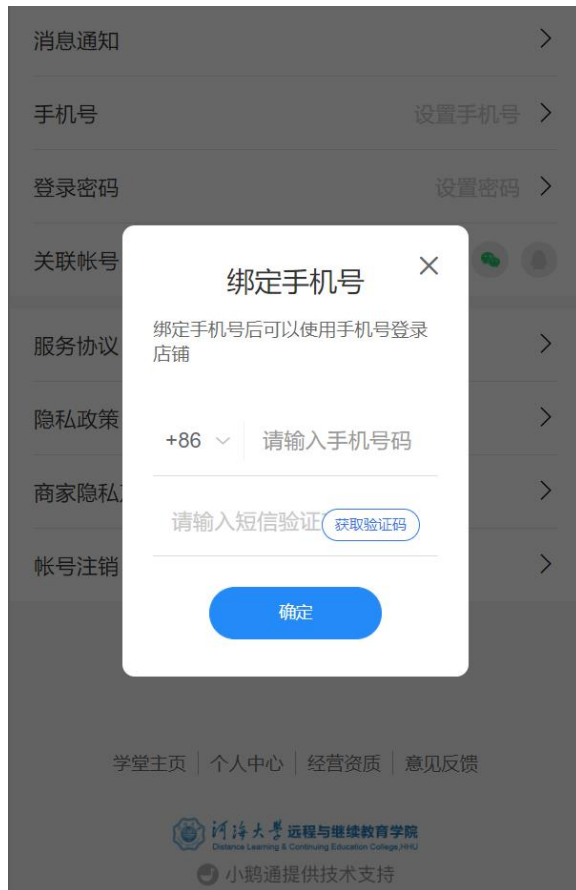 消息通知
手机号 设置手机号
登录密码 设置密码
关联帐号
绑定手机号
绑定手机号后可以使用手机号登录
店铺
服务协议
隐私政策
+86 请输入手机号码
商家隐私
请输入短信验证 获取验证码
帐号注销
确定
学堂主页 个人中心 经营资质 意见反馈
河海大学 远程与继续教育学院
Distance Learning & Continuing Education College,HHU
小鹅通提供技术支持